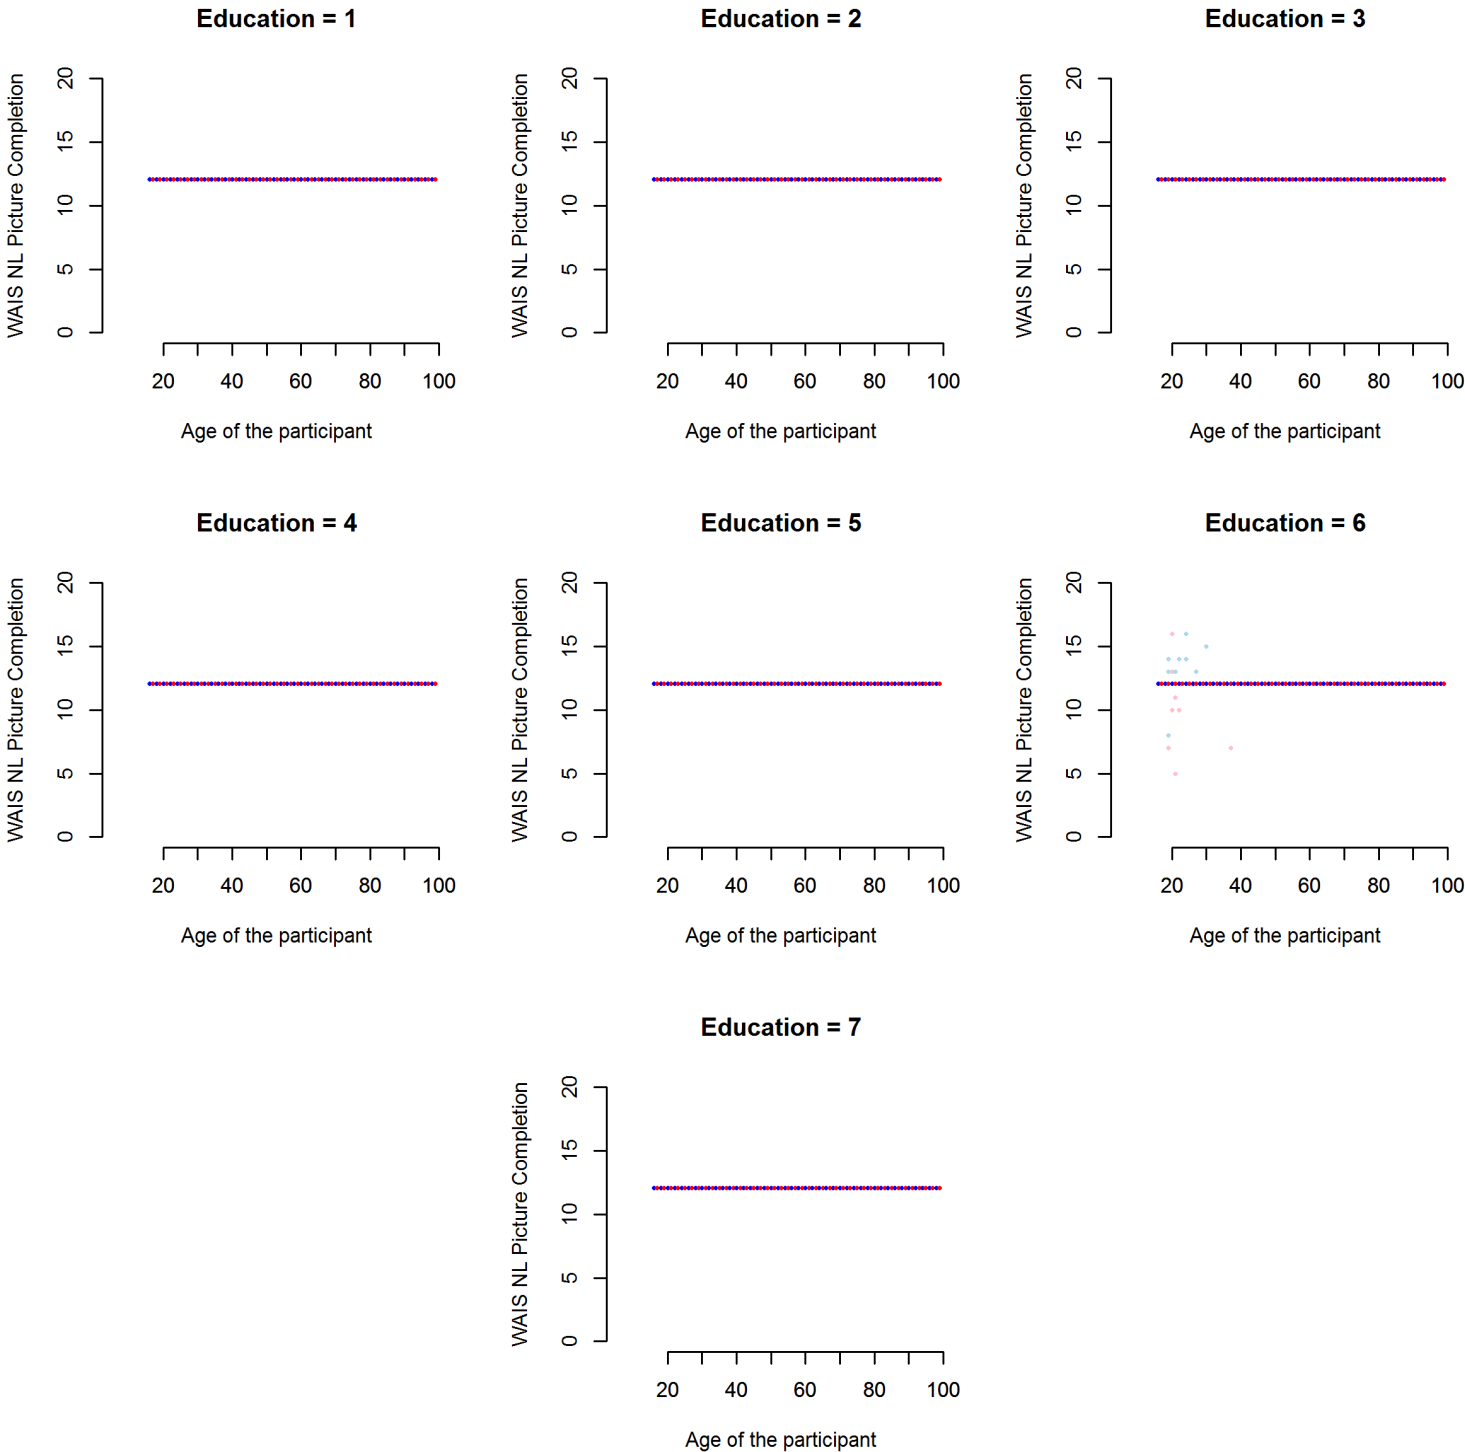 Education = 1
WAIS NL Picture Completion
20
15
10
5
0
20 40 60 80 100
Age of the participant
Education = 2
WAIS NL Picture Completion
20
15
10
5
0
20 40 60 80 100
Age of the participant
Education = 3
WAIS NL Picture Completion
20
15
10
5
0
20 40 60 80 100
Age of the participant
Education = 4
WAIS NL Picture Completion
20
15
10
5
0
20 40 60 80 100
Age of the participant
Education = 5
WAIS NL Picture Completion
20
15
10
5
0
20 40 60 80 100
Age of the participant
Education = 6
WAIS NL Picture Completion
20
15
10
5
0
20 40 60 80 100
Age of the participant
Education = 7
WAIS NL Picture Completion
20
15
10
5
0
20 40 60 80 100
Age of the participant